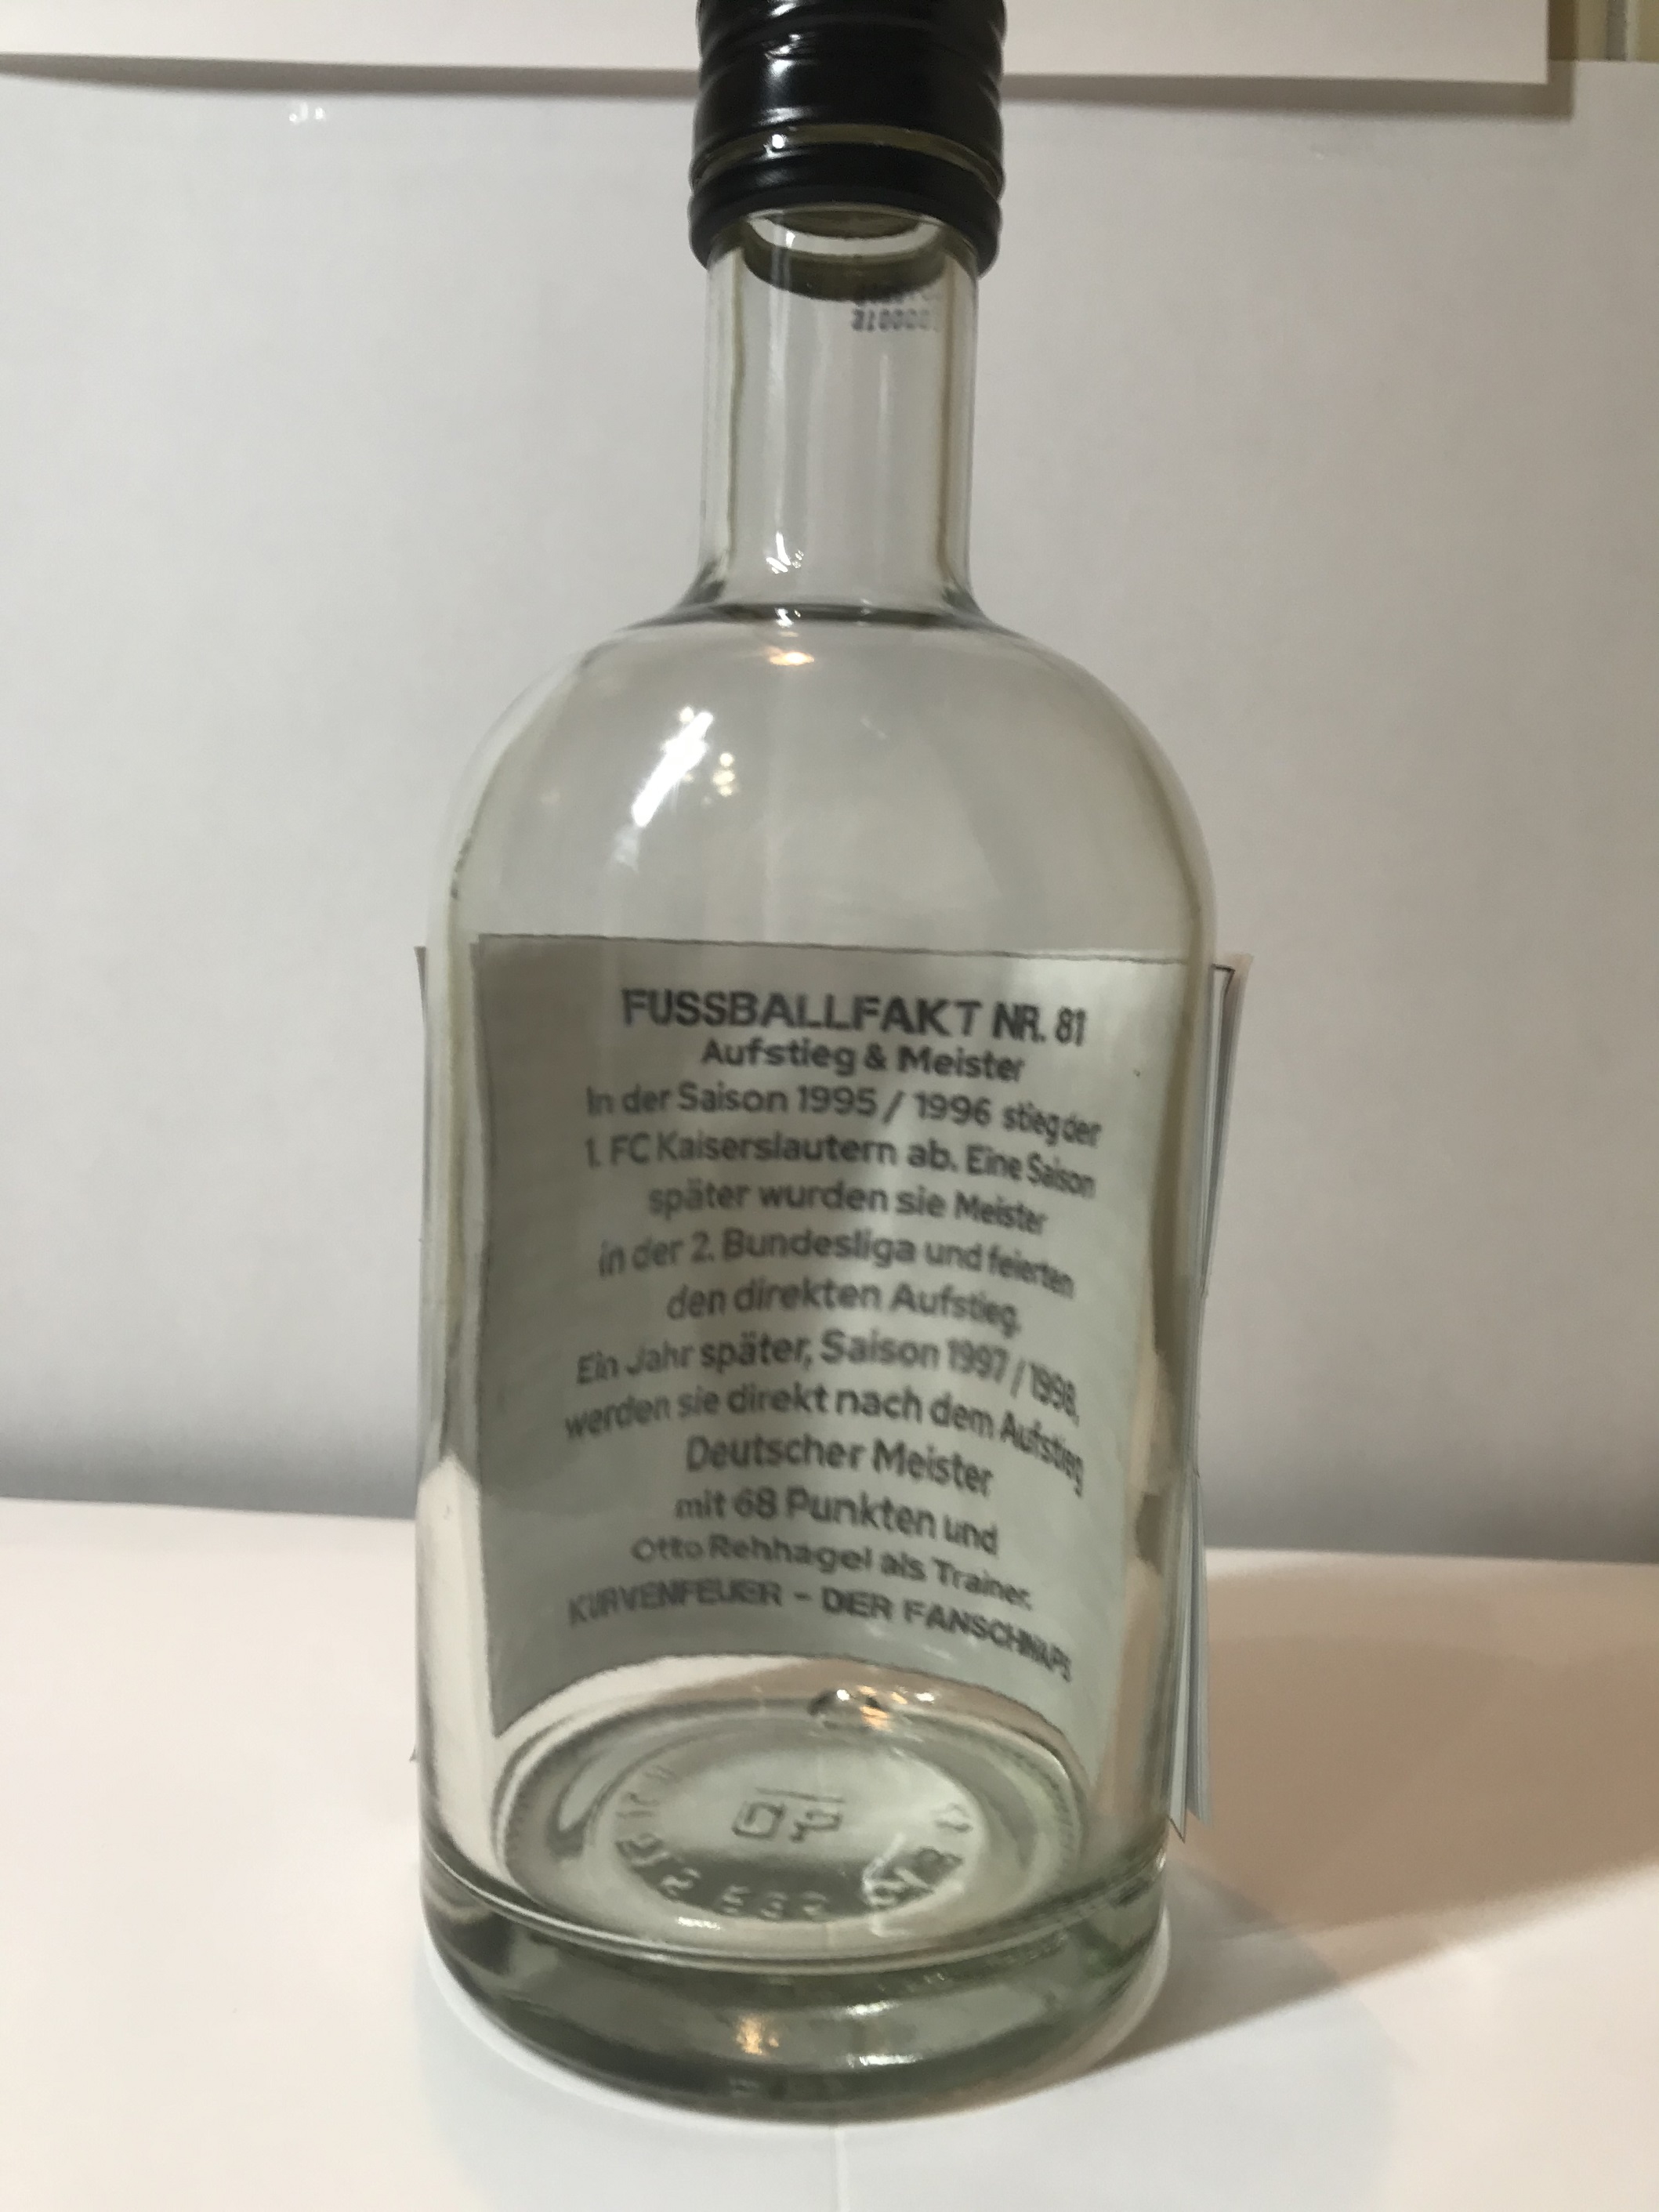 FUSSBALLFAKT NR. 81
Aufstieg & Meister
In der Saison 1995 / 1996 stieg der
1. FC Kaiserslautern ab. Eine Saison
später wurden sie Meister
in der 2. Bundesliga und feierten
den direkten Aufstieg.
Ein Jahr später, Saison 1997 / 1998,
werden sie direkt nach dem Aufstieg
Deutscher Meister
mit 68 Punkten und
Otto Rehhagel als Trainer.
KURVENFEUER - DER FANSCHNAPS